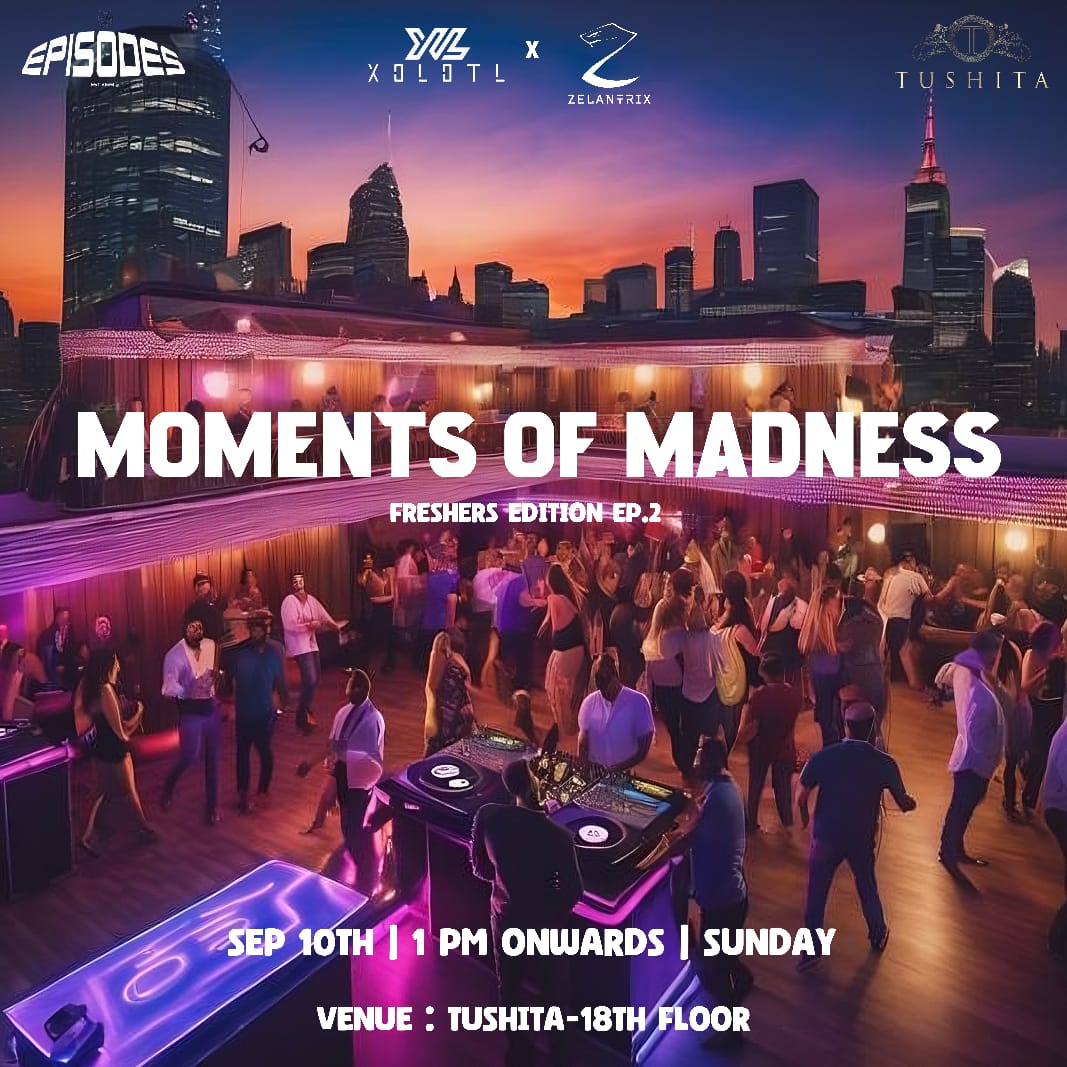 EPISODES
XOLOTL X ZELANTRIX
TUSHITA
MOMENTS OF MADNESS
FRESHERS EDITION EP.2
SEP 10TH | 1 PM ONWARDS | SUNDAY
VENUE : TUSHITA-18TH FLOOR